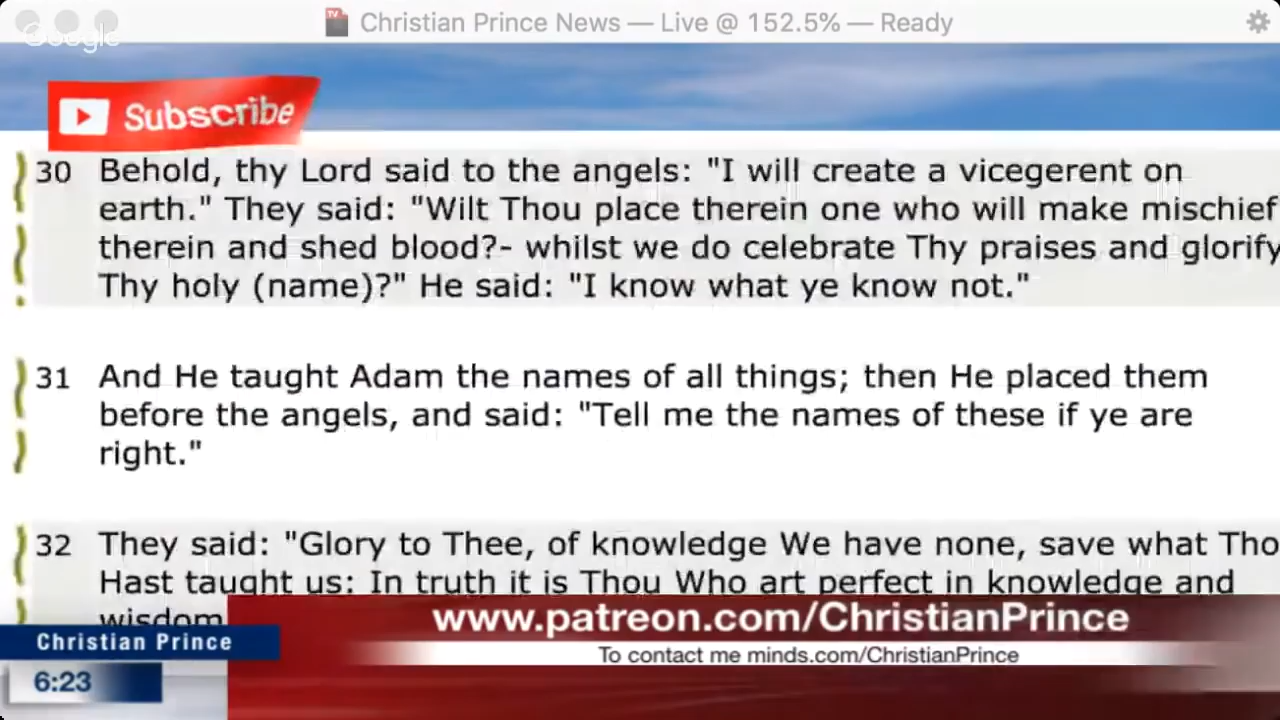 Christian Prince News — Live @ 152.5% — Ready
Google
Subscribe
30 Behold, thy Lord said to the angels: "I will create a vicegerent on
earth." They said: "Wilt Thou place therein one who will make mischief
therein and shed blood?- whilst we do celebrate Thy praises and glorify
Thy holy (name)?" He said: "I know what ye know not."
31 And He taught Adam the names of all things; then He placed them
before the angels, and said: "Tell me the names of these if ye are
right."
32 They said: "Glory to Thee, of knowledge We have none, save what Tho
Hast taught us: In truth it is Thou Who art perfect in knowledge and
wisdom
www.patreon.com/ChristianPrince
Christian Prince
To contact me minds.com/ChristianPrince
6:23